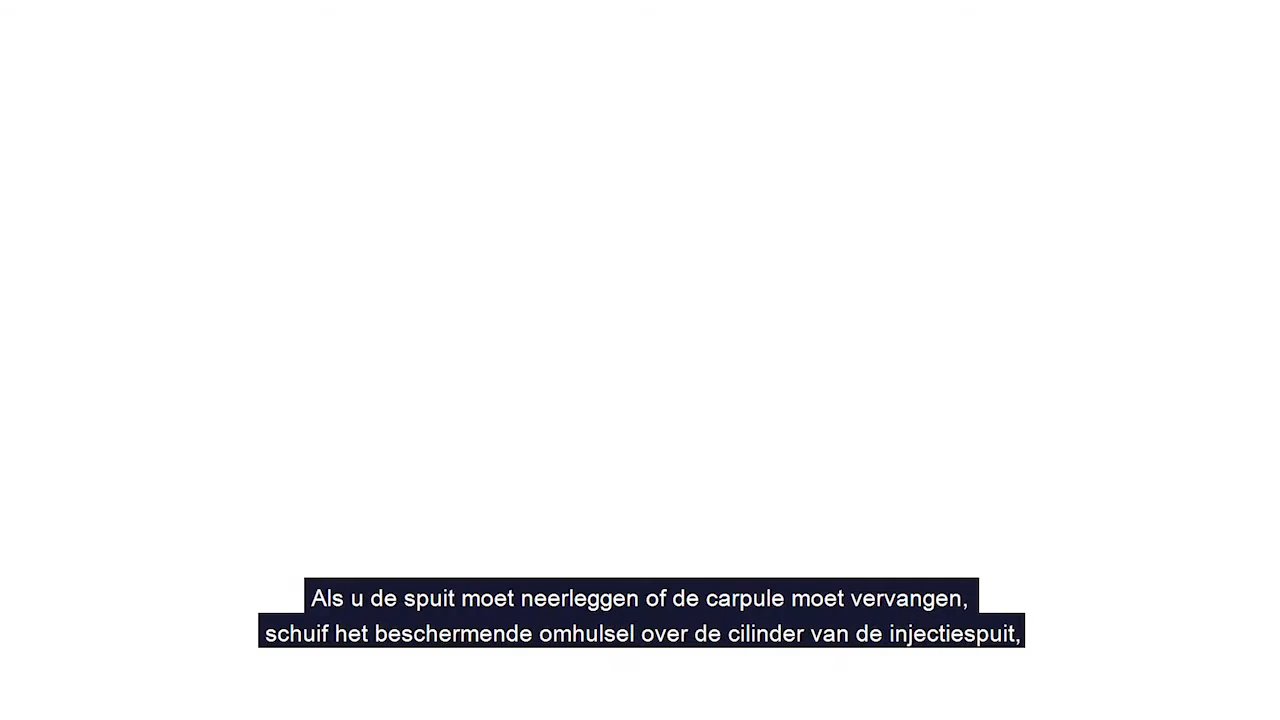 Als u de spuit moet neerleggen of de carpule moet vervangen,
schuif het beschermende omhulsel over de cilinder van de injectiespuit,